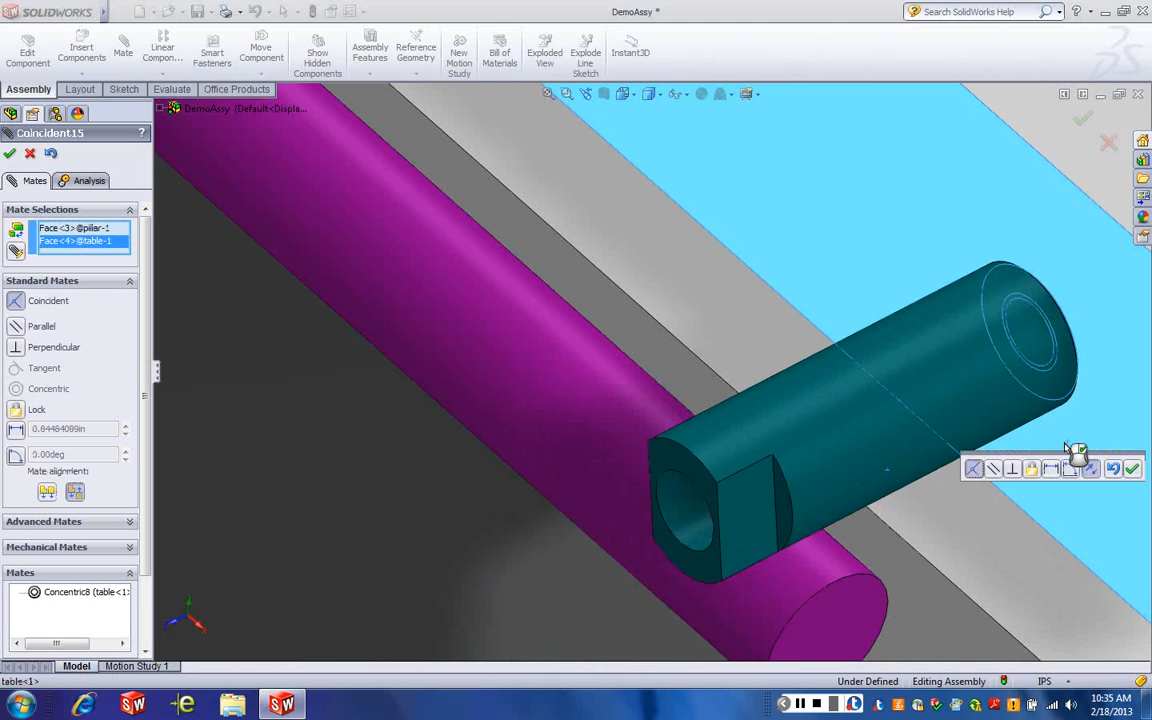 SOLIDWORKS
DemoAssy *
Search SolidWorks Help
Edit Component
Insert Components
Mate
Linear Compon...
Smart Fasteners
Move Component
Show Hidden Components
Assembly Features
Reference Geometry
New Motion Study
Bill of Materials
Exploded View
Explode Line Sketch
Instant3D
Assembly
Layout
Sketch
Evaluate
Office Products
DemoAssy (Default<Displa...
Coincident15
?
Mates
Analysis
Mate Selections
Face<3>@pillar-1
Face<4>@table-1
Standard Mates
Coincident
Parallel
Perpendicular
Tangent
Concentric
Lock
0.84484099in
0.00deg
Mate alignment:
Advanced Mates
Mechanical Mates
Mates
Concentric8 (table<1>
Model
Motion Study 1
table<1>
Under Defined
Editing Assembly
IPS
10:35 AM
2/18/2013